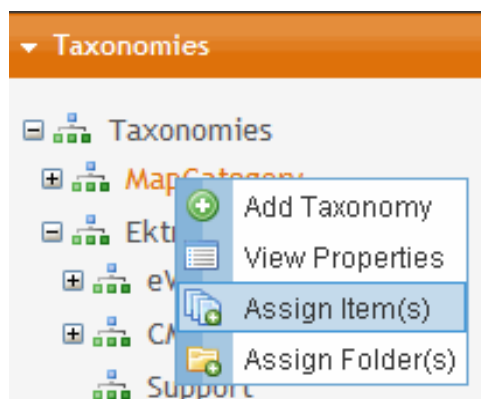 Taxonomies
Taxonomies
MapCategory
Add Taxonomy
View Properties
Assign Item(s)
Assign Folder(s)
Support